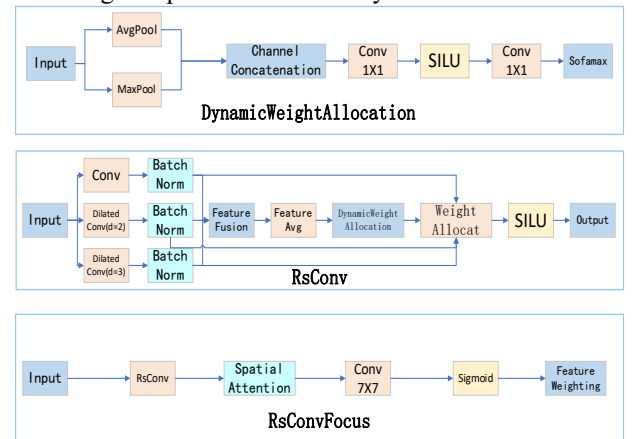 AvgPool
Input
MaxPool
Channel
Concatenation
Conv
1X1
SILU
Conv
1X1
Sofamax
DynamicWeightAllocation
Conv
Batch
Norm
Input
Dilated
Conv(d=2)
Batch
Norm
Feature
Fusion
Feature
Avg
DynamicWeight
Allocation
Weight
Allocat
SILU
Output
Dilated
Conv(d=3)
Batch
Norm
RsConv
Input
RsConv
Spatial
Attention
Conv
7X7
Sigmoid
Feature
Weighting
RsConvFocus